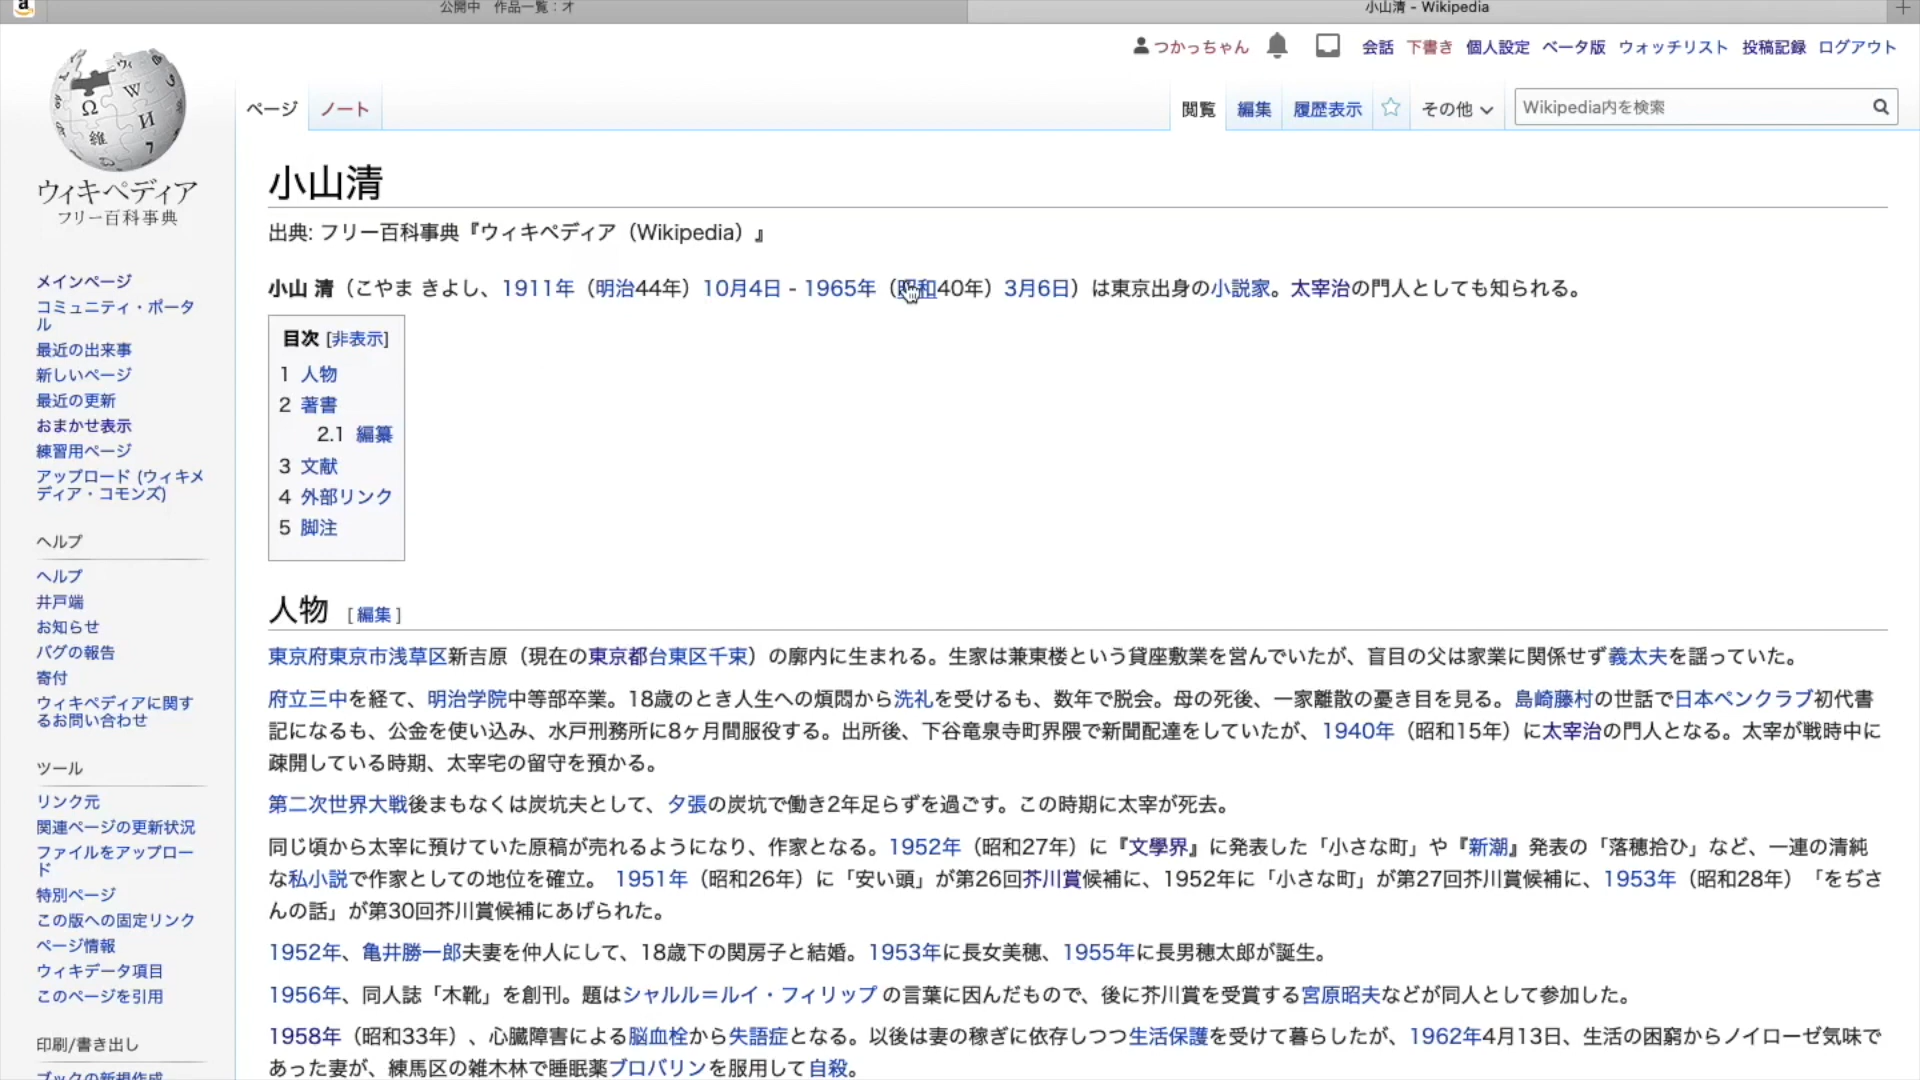 公開中 作品一覧：オ
小山清 - Wikipedia
つかっちゃん 会話 下書き 個人設定 ベータ版 ウォッチリスト 投稿記録 ログアウト
ページ ノート 閲覧 編集 履歴表示 その他 Wikipedia内を検索
ウィキペディア
フリー百科事典
メインページ
コミュニティ・ポータ
ル
最近の出来事
新しいページ
最近の更新
おまかせ表示
練習用ページ
アップロード (ウィキメ
ディア・コモンズ)
ヘルプ
ヘルプ
井戸端
お知らせ
バグの報告
寄付
ウィキペディアに関す
るお問い合わせ
ツール
リンク元
関連ページの更新状況
ファイルをアップロー
ド
特別ページ
この版への固定リンク
ページ情報
ウィキデータ項目
このページを引用
印刷/書き出し
ブックの新規作成
小山清
出典: フリー百科事典『ウィキペディア（Wikipedia）』
小山 清（こやま きよし、1911年（明治44年）10月4日 - 1965年（昭和40年）3月6日）は東京出身の小説家。太宰治の門人としても知られる。
目次 [非表示]
1 人物
2 著書
2.1 編纂
3 文献
4 外部リンク
5 脚注
人物 [ 編集 ]
東京府東京市浅草区新吉原（現在の東京都台東区千束）の廓内に生まれる。生家は兼東楼という貸座敷業を営んでいたが、盲目の父は家業に関係せず義太夫を謡っていた。
府立三中を経て、明治学院中等部卒業。18歳のとき人生への煩悶から洗礼を受けるも、数年で脱会。母の死後、一家離散の憂き目を見る。島崎藤村の世話で日本ペンクラブ初代書
記になるも、公金を使い込み、水戸刑務所に8ヶ月間服役する。出所後、下谷竜泉寺町界隈で新聞配達をしていたが、1940年（昭和15年）に太宰治の門人となる。太宰が戦時中に
疎開している時期、太宰宅の留守を預かる。
第二次世界大戦後まもなくは炭坑夫として、夕張の炭坑で働き2年足らずを過ごす。この時期に太宰が死去。
同じ頃から太宰に預けていた原稿が売れるようになり、作家となる。1952年（昭和27年）に『文學界』に発表した「小さな町」や『新潮』発表の「落穂拾ひ」など、一連の清純
な私小説で作家としての地位を確立。 1951年（昭和26年）に「安い頭」が第26回芥川賞候補に、1952年に「小さな町」が第27回芥川賞候補に、1953年（昭和28年）「をぢさ
んの話」が第30回芥川賞候補にあげられた。
1952年、亀井勝一郎夫妻を仲人にして、18歳下の関房子と結婚。1953年に長女美穂、1955年に長男穂太郎が誕生。
1956年、同人誌「木靴」を創刊。題はシャルル＝ルイ・フィリップ の言葉に因んだもので、後に芥川賞を受賞する宮原昭夫などが同人として参加した。
1958年（昭和33年）、心臓障害による脳血栓から失語症となる。以後は妻の稼ぎに依存しつつ生活保護を受けて暮らしたが、1962年4月13日、生活の困窮からノイローゼ気味で
あった妻が、練馬区の雑木林で睡眠薬ブロバリンを服用して自殺。